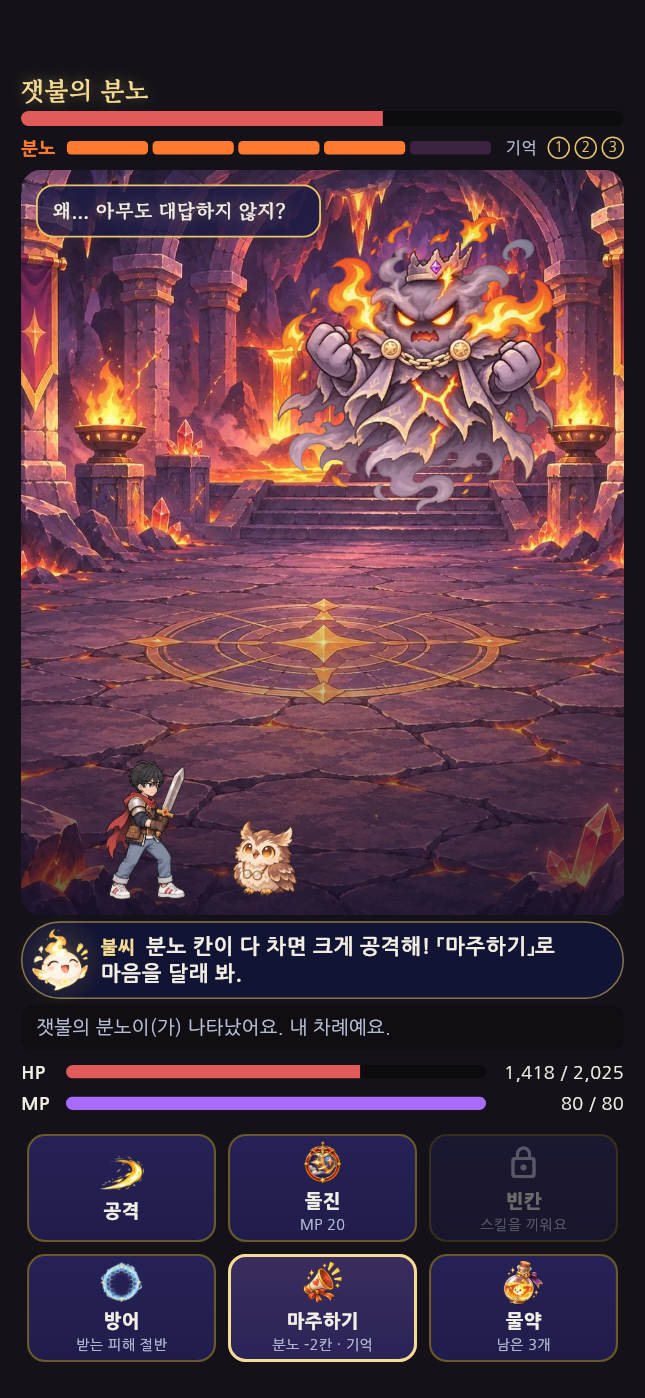 잿불의 분노
분노 기억 1 2 3
왜... 아무도 대답하지 않지?
불씨 분노 칸이 다 차면 크게 공격해! 「마주하기」로
마음을 달래 봐.
잿불의 분노이(가) 나타났어요. 내 차례예요.
HP 1,418 / 2,025
MP 80 / 80
공격
돌진
MP 20
빈칸
스킬을 끼워요
방어
받는 피해 절반
마주하기
분노 -2칸 · 기억
물약
남은 3개